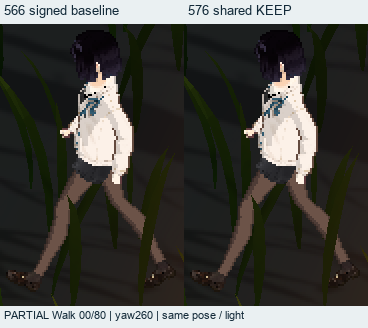 566 signed baseline
576 shared KEEP
PARTIAL Walk 00/80 | yaw260 | same pose / light